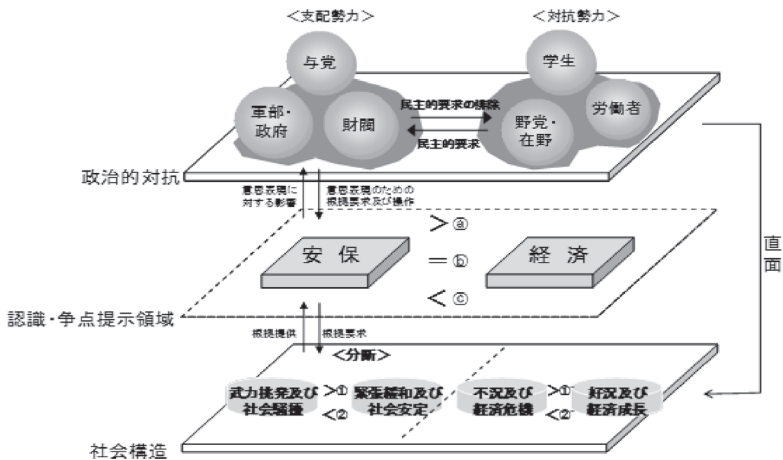 ＜支配勢力＞
＜対抗勢力＞
与党
学生
軍部・
政府
財閥
民主的要求の排除
民主的要求
野党・
在野
労働者
政治的対抗
意思表現に
対する影響
意思表現のための
根拠要求及び操作
直面
安保
＞ⓐ
＝ⓑ
＜ⓒ
経済
認識・争点提示領域
根拠提供
根拠要求
＜分断＞
武力挑発及び
社会騒擾
＞①
＜②
緊張緩和及び
社会安定
不況及び
経済危機
＞①
＜②
好況及び
経済成長
社会構造